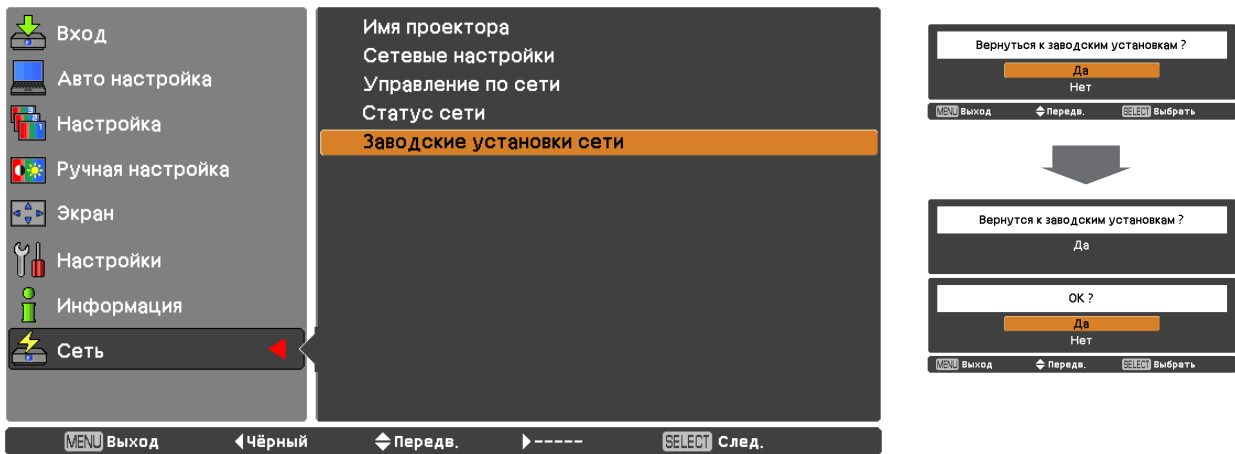 Вход
Авто настройка
Настройка
Ручная настройка
Экран
Настройки
Информация
Сеть
Имя проектора
Сетевые настройки
Управление по сети
Статус сети
Заводские установки сети
MENU Выход Чёрный Передв. ----- SELECT След.
Вернуться к заводским установкам ?
Да
Нет
MENU Выход Передв. SELECT Выбрать
Вернутся к заводским установкам ?
Да
OK ?
Да
Нет
MENU Выход Передв. SELECT Выбрать